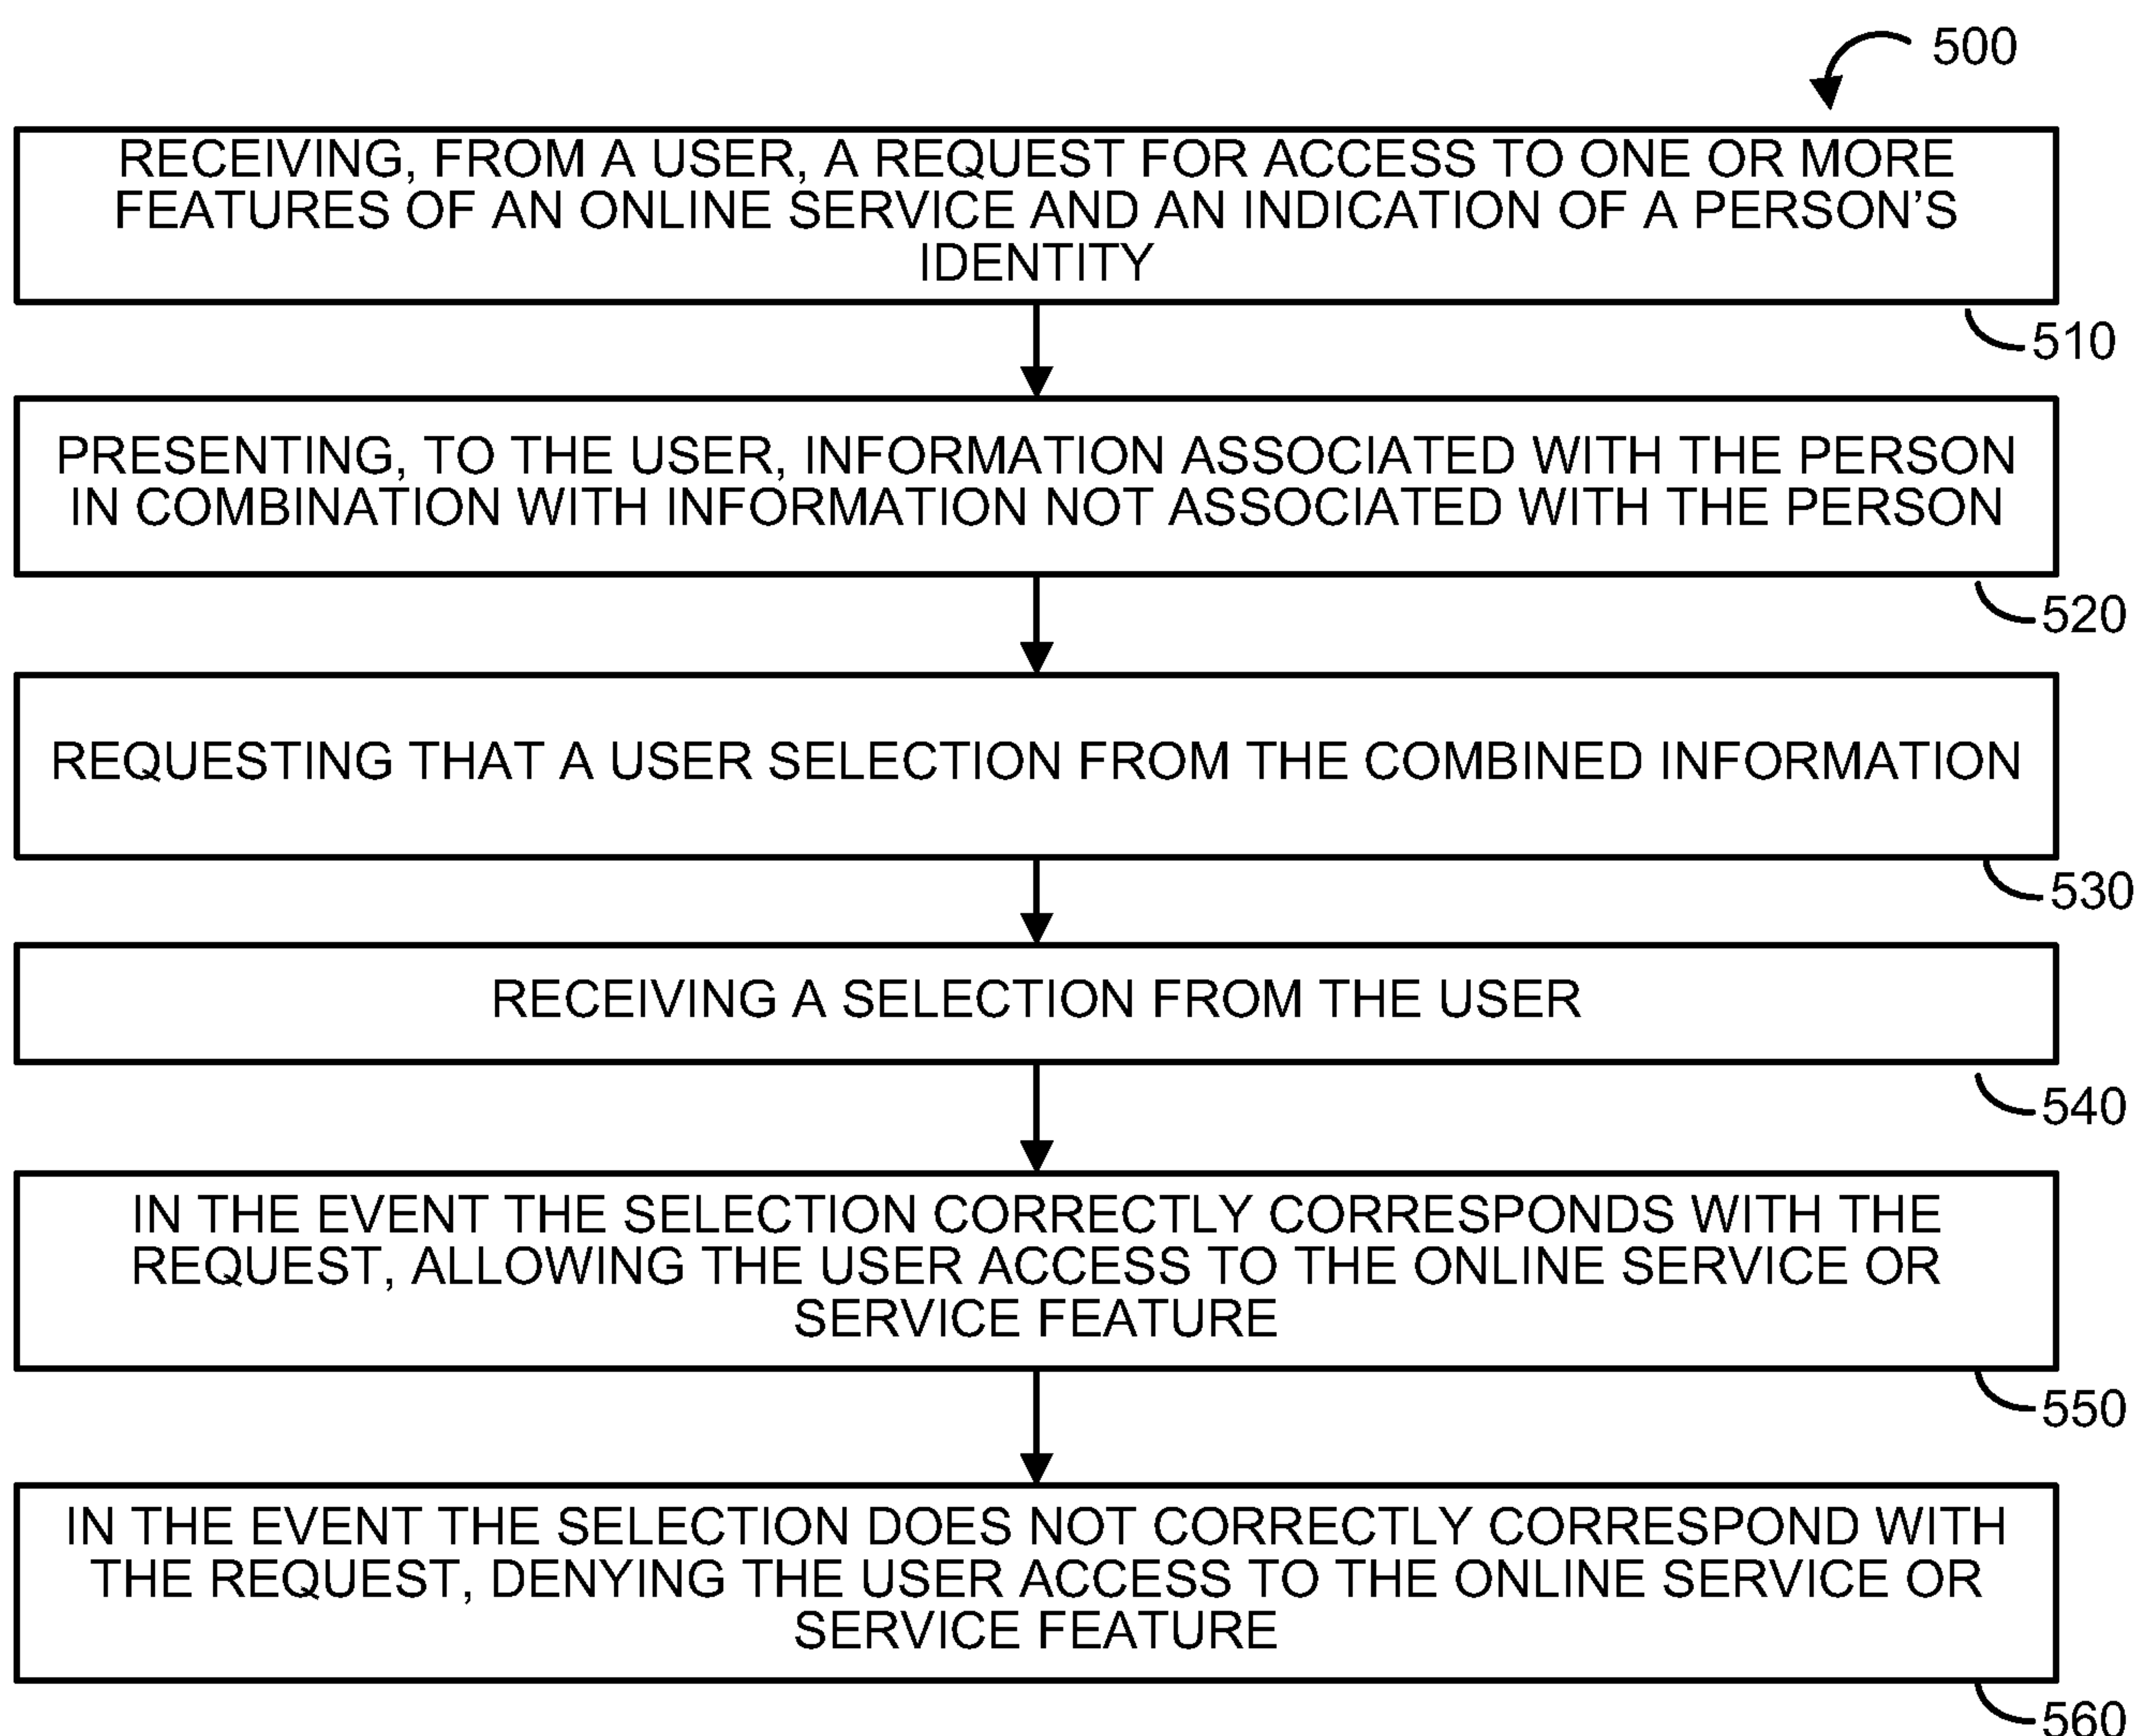 500
RECEIVING, FROM A USER, A REQUEST FOR ACCESS TO ONE OR MORE
FEATURES OF AN ONLINE SERVICE AND AN INDICATION OF A PERSON’S
IDENTITY
510
PRESENTING, TO THE USER, INFORMATION ASSOCIATED WITH THE PERSON
IN COMBINATION WITH INFORMATION NOT ASSOCIATED WITH THE PERSON
520
REQUESTING THAT A USER SELECTION FROM THE COMBINED INFORMATION
530
RECEIVING A SELECTION FROM THE USER
540
IN THE EVENT THE SELECTION CORRECTLY CORRESPONDS WITH THE
REQUEST, ALLOWING THE USER ACCESS TO THE ONLINE SERVICE OR
SERVICE FEATURE
550
IN THE EVENT THE SELECTION DOES NOT CORRECTLY CORRESPOND WITH
THE REQUEST, DENYING THE USER ACCESS TO THE ONLINE SERVICE OR
SERVICE FEATURE
560